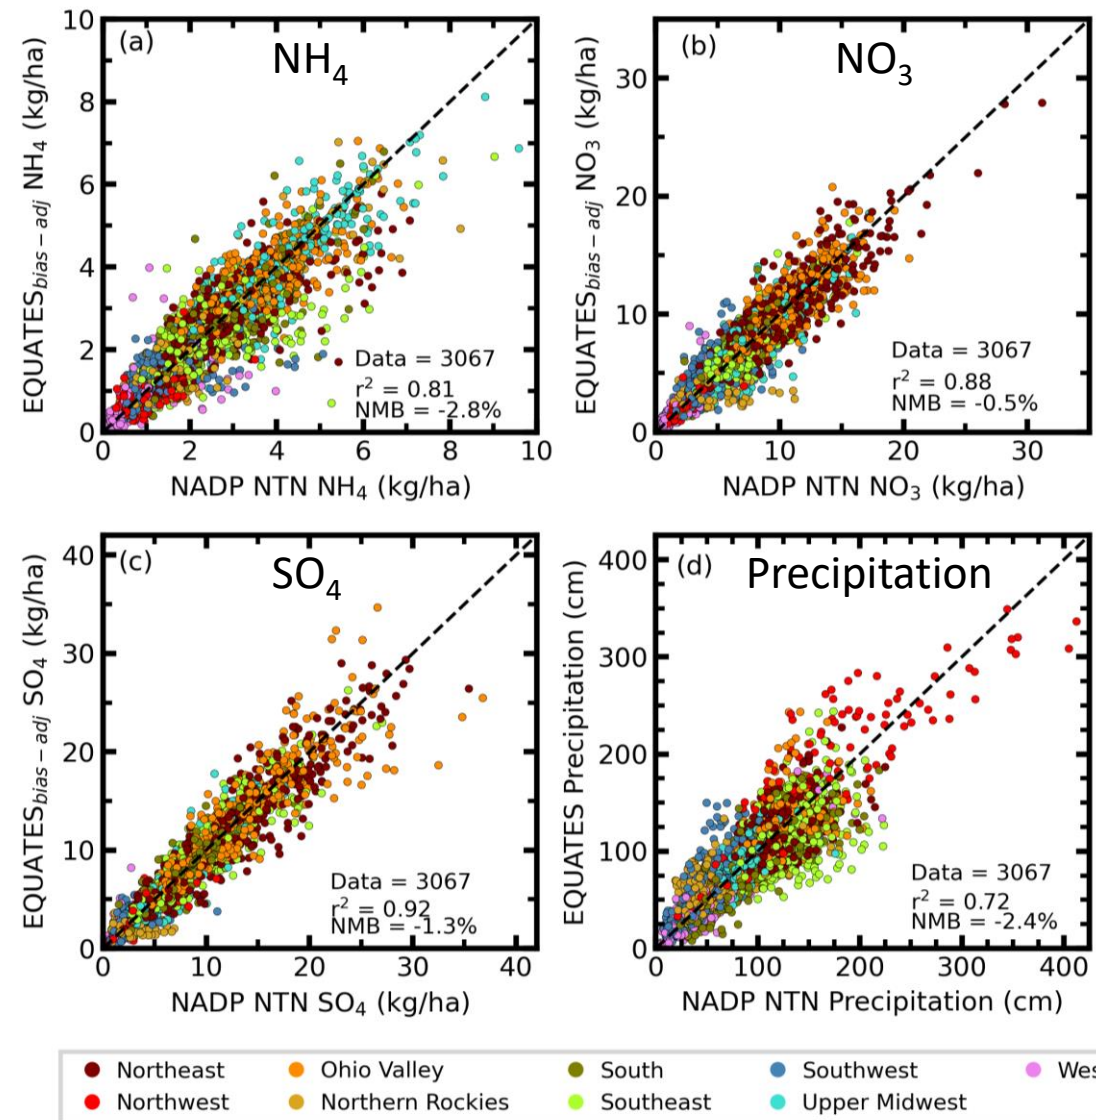 (a) NH4
EQUATESbias−adj NH4 (kg/ha)
10
8
6
4
2
0
Data = 3067
r2 = 0.81
NMB = -2.8%
0 2 4 6 8 10
NADP NTN NH4 (kg/ha)
(b) NO3
EQUATESbias−adj NO3 (kg/ha)
30
20
10
0
Data = 3067
r2 = 0.88
NMB = -0.5%
0 10 20 30
NADP NTN NO3 (kg/ha)
(c) SO4
EQUATESbias−adj SO4 (kg/ha)
40
30
20
10
0
Data = 3067
r2 = 0.92
NMB = -1.3%
0 10 20 30 40
NADP NTN SO4 (kg/ha)
(d) Precipitation
EQUATES Precipitation (cm)
400
300
200
100
0
Data = 3067
r2 = 0.72
NMB = -2.4%
0 100 200 300 400
NADP NTN Precipitation (cm)
Northeast Ohio Valley South Southwest Wes
Northwest Northern Rockies Southeast Upper Midwest